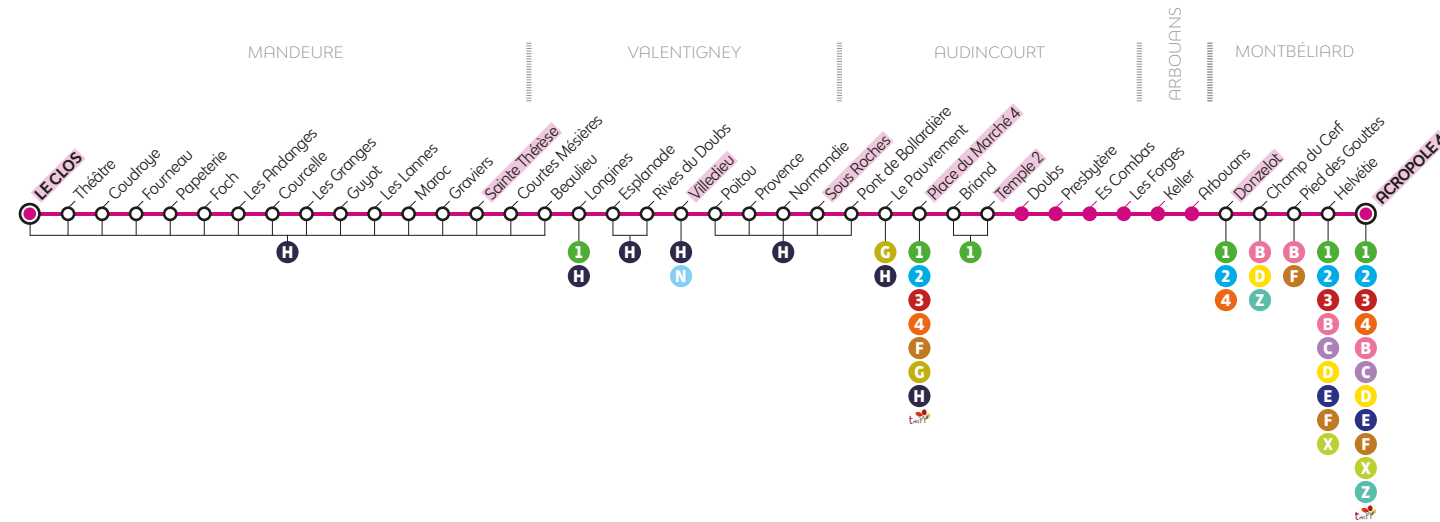 MANDEURE
VALENTIGNEY
AUDINCOURT
ARBOUANS
MONTBÉLIARD
LE CLOS
Théâtre
Coudroye
Fourneau
Papeterie
Foch
Les Andanges
Courcelle
Les Granges
Guyot
Les Lannes
Maroc
Graviers
Sainte Thérèse
Courtes Mésières
Beaulieu
Longines
Esplanade
Rives du Doubs
Villedieu
Poitou
Provence
Normandie
Sous Roches
Pont de Bollardière
Le Pauvrement
Place du Marché 4
Briand
Temple 2
Doubs
Presbytère
Es Combas
Les Forges
Keller
Arbouans
Donzelot
Champ du Cerf
Pied des Gouttes
Helvétie
ACROPOLE 4
H
1
H
H
H
N
H
G
H
1
2
3
4
F
G
H
1
1
2
4
B
D
Z
B
F
1
2
3
B
C
D
E
F
X
1
2
3
4
B
C
D
E
F
X
Z